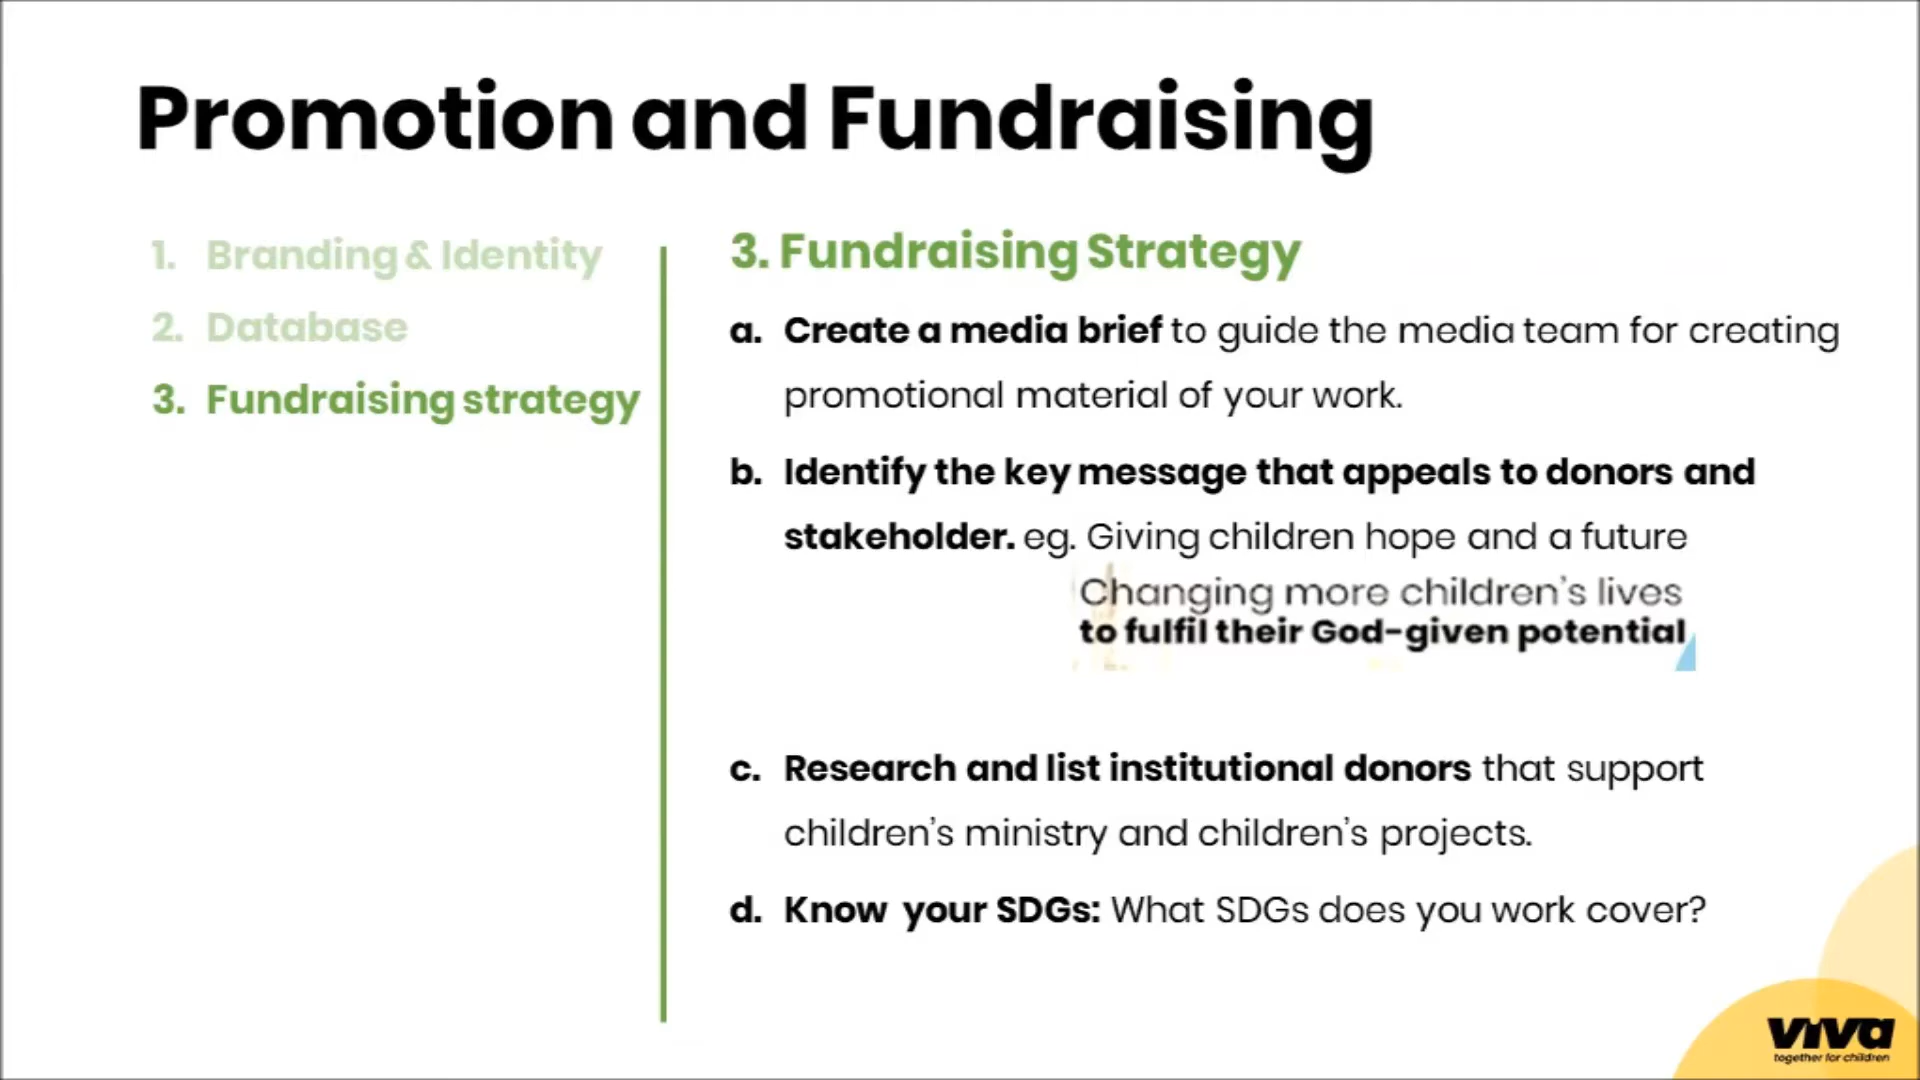 Promotion and Fundraising
1. Branding & Identity
2. Database
3. Fundraising strategy
3. Fundraising Strategy
a. Create a media brief to guide the media team for creating
promotional material of your work.
b. Identify the key message that appeals to donors and
stakeholder. eg. Giving children hope and a future
Changing more children's lives
to fulfil their God-given potential
c. Research and list institutional donors that support
children's ministry and children's projects.
d. Know your SDGs: What SDGs does you work cover?
viva
together for children